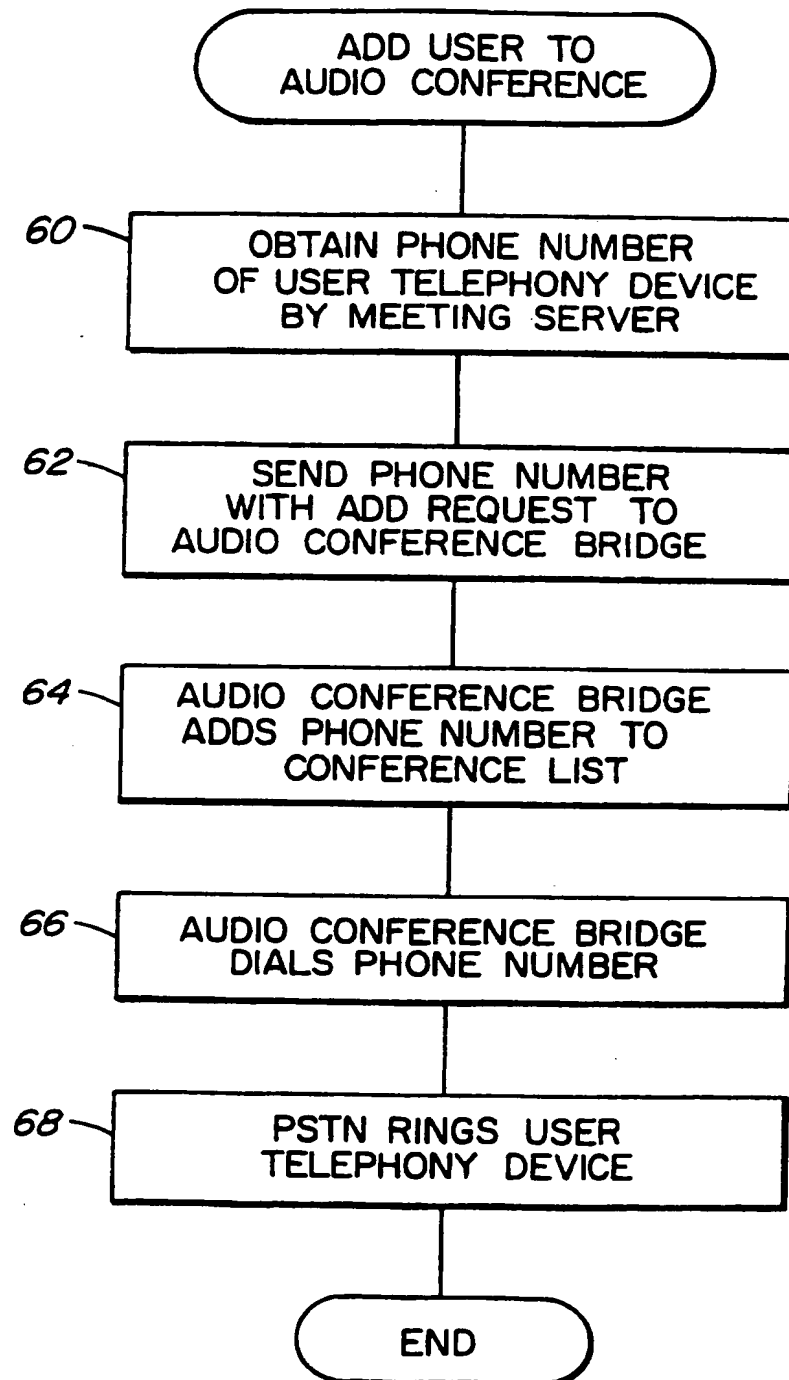 ADD USER TO
AUDIO CONFERENCE
60
OBTAIN PHONE NUMBER
OF USER TELEPHONY DEVICE
BY MEETING SERVER
62
SEND PHONE NUMBER
WITH ADD REQUEST TO
AUDIO CONFERENCE BRIDGE
64
AUDIO CONFERENCE BRIDGE
ADDS PHONE NUMBER TO
CONFERENCE LIST
66
AUDIO CONFERENCE BRIDGE
DIALS PHONE NUMBER
68
PSTN RINGS USER
TELEPHONY DEVICE
END